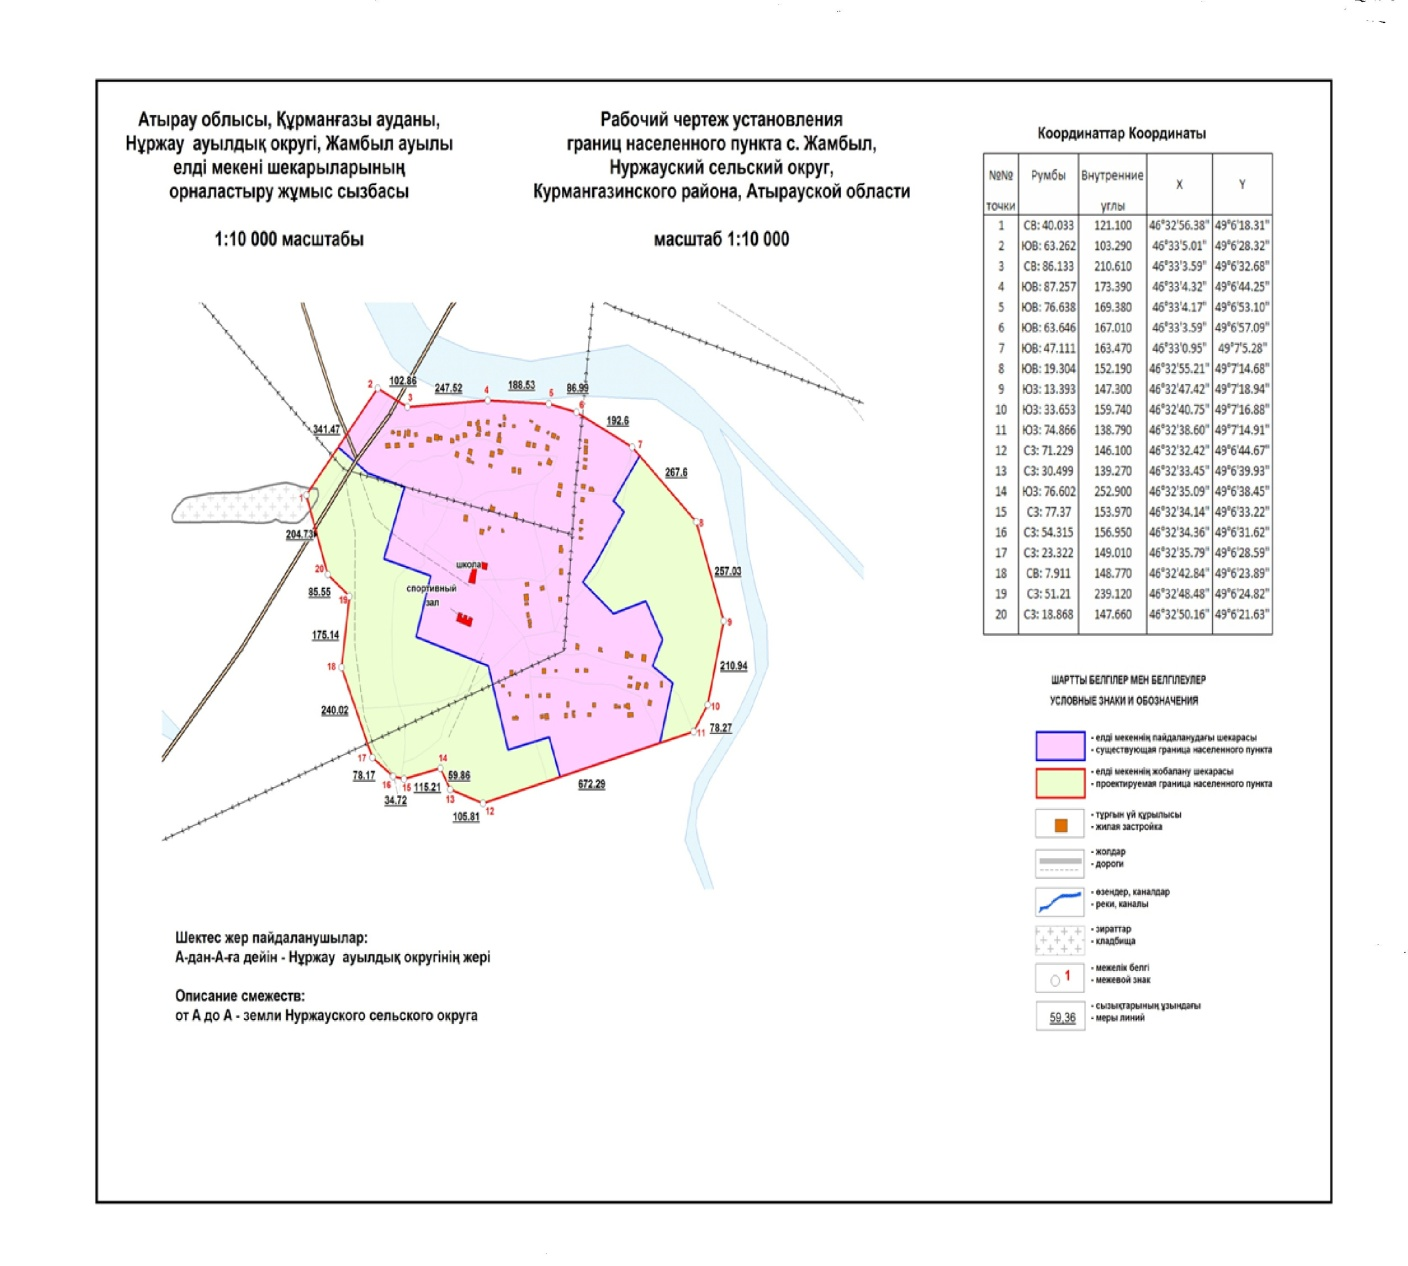 Атырау облысы, Құрманғазы ауданы,
Нұржау ауылдық округі, Жамбыл ауылы
елді мекені шекарыларының
орналастыру жұмыс сызбасы
1:10 000 масштабы
Рабочий чертеж установления
границ населенного пункта с. Жамбыл,
Нуржауский сельский округ,
Курмангазинского района, Атырауской области
масштаб 1:10 000
Координаттар Координаты
№№ точки Румбы Внутренние углы X Y
1 СВ: 40.033 121.100 46°32'56.38" 49°6'18.31"
2 ЮВ: 63.262 103.290 46°33'5.01" 49°6'28.32"
3 СВ: 86.133 210.610 46°33'3.59" 49°6'32.68"
4 ЮВ: 87.257 173.390 46°33'4.32" 49°6'44.25"
5 ЮВ: 76.638 169.380 46°33'4.17" 49°6'53.10"
6 ЮВ: 63.646 167.010 46°33'3.59" 49°6'57.09"
7 ЮВ: 47.111 163.470 46°33'0.95" 49°7'5.28"
8 ЮВ: 19.304 152.190 46°32'55.21" 49°7'14.68"
9 ЮЗ: 13.393 147.300 46°32'47.42" 49°7'18.94"
10 ЮЗ: 33.653 159.740 46°32'40.75" 49°7'16.88"
11 ЮЗ: 74.866 138.790 46°32'38.60" 49°7'14.91"
12 СЗ: 71.229 146.100 46°32'32.42" 49°6'44.67"
13 СЗ: 30.499 139.270 46°32'33.45" 49°6'39.93"
14 ЮЗ: 76.602 252.900 46°32'35.09" 49°6'38.45"
15 СЗ: 77.37 153.970 46°32'34.14" 49°6'33.22"
16 СЗ: 54.315 156.950 46°32'34.36" 49°6'31.62"
17 СЗ: 23.322 149.010 46°32'35.79" 49°6'28.59"
18 СВ: 7.911 148.770 46°32'42.84" 49°6'23.89"
19 СЗ: 51.21 239.120 46°32'48.48" 49°6'24.82"
20 СЗ: 18.868 147.660 46°32'50.16" 49°6'21.63"
2
102.86
3
247.52
4
188.53
5
86.99
6
192.6
7
341.47
267.6
1
8
204.73
школа
20
257.03
спортивный
зал
85.55
19
9
175.14
18
210.94
240.02
10
11
78.27
17
14
78.17
16
15
59.86
115.21
13
672.29
34.72
105.81
12
ШАРТТЫ БЕЛГІЛЕР МЕН БЕЛГІЛЕУЛЕР
УСЛОВНЫЕ ЗНАКИ И ОБОЗНАЧЕНИЯ
- елді мекеннің пайдаланудағы шекарасы
- существующая граница населенного пункта
- елді мекеннің жобалану шекарасы
- проектируемая граница населенного пункта
- тұрғын үй құрылысы
- жилая застройка
- жолдар
- дороги
- өзендер, каналдар
- реки, каналы
- зираттар
- кладбища
1
- межелік белгі
- межевой знак
59,36
- сызықтарының ұзындағы
- меры линий
Шектес жер пайдаланушылар:
А-дан-А-ға дейін - Нұржау ауылдық округінің жері
Описание смежеств:
от А до А - земли Нуржауского сельского округа